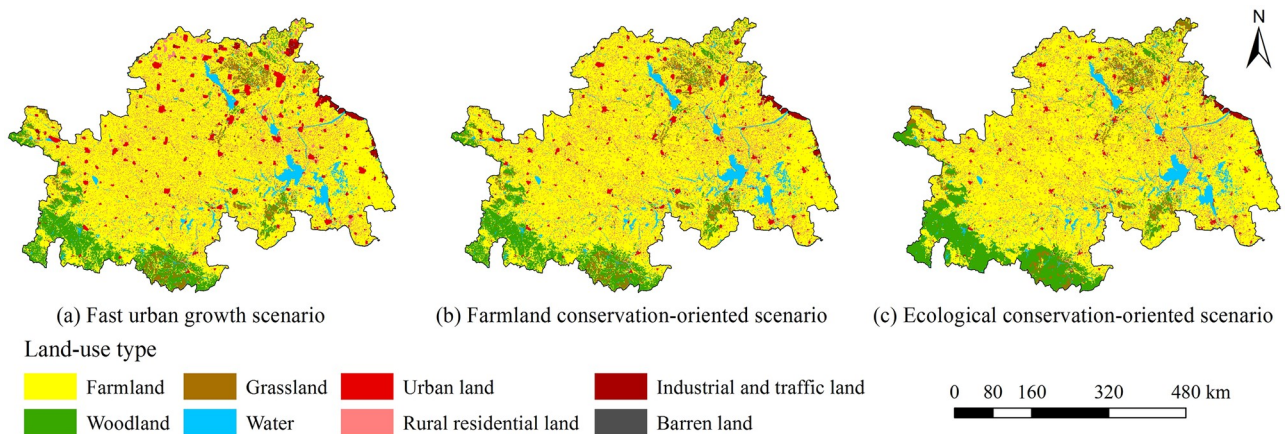 N
(a) Fast urban growth scenario
(b) Farmland conservation-oriented scenario
(c) Ecological conservation-oriented scenario
Land-use type
Farmland
Grassland
Urban land
Industrial and traffic land
Woodland
Water
Rural residential land
Barren land
0 80 160 320 480 km